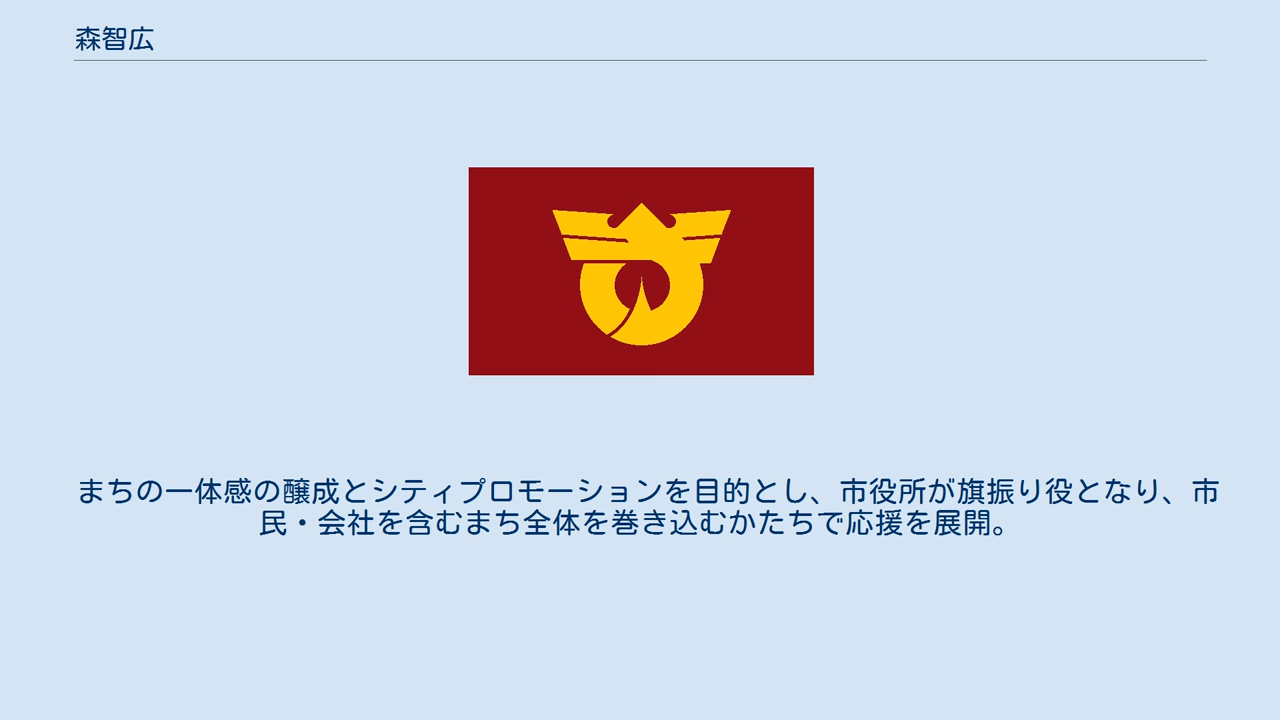 森智広
まちの一体感の醸成とシティプロモーションを目的とし、市役所が旗振り役となり、市
民・会社を含むまち全体を巻き込むかたちで応援を展開。